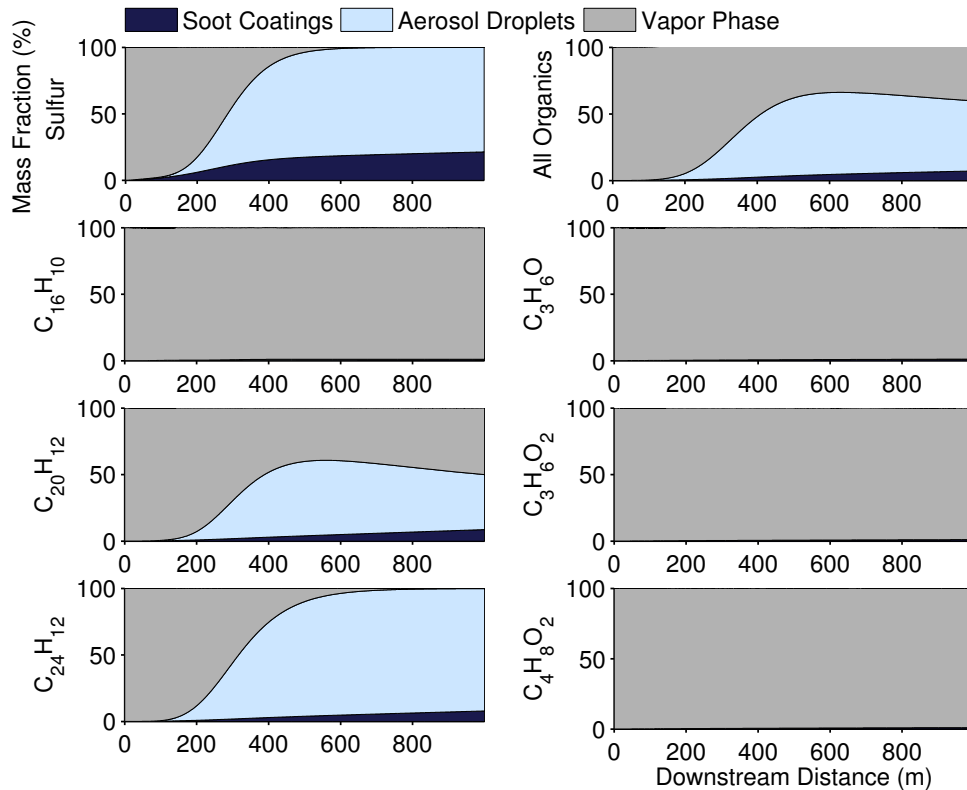 Soot Coatings Aerosol Droplets Vapor Phase
Mass Fraction (%)
Sulfur
100
50
0
0 200 400 600 800
All Organics
100
50
0
0 200 400 600 800
C₁₆H₁₀
100
50
0
0 200 400 600 800
C₃H₆O
100
50
0
0 200 400 600 800
C₂₀H₁₂
100
50
0
0 200 400 600 800
C₃H₆O₂
100
50
0
0 200 400 600 800
C₂₄H₁₂
100
50
0
0 200 400 600 800
C₄H₈O₂
100
50
0
0 200 400 600 800
Downstream Distance (m)